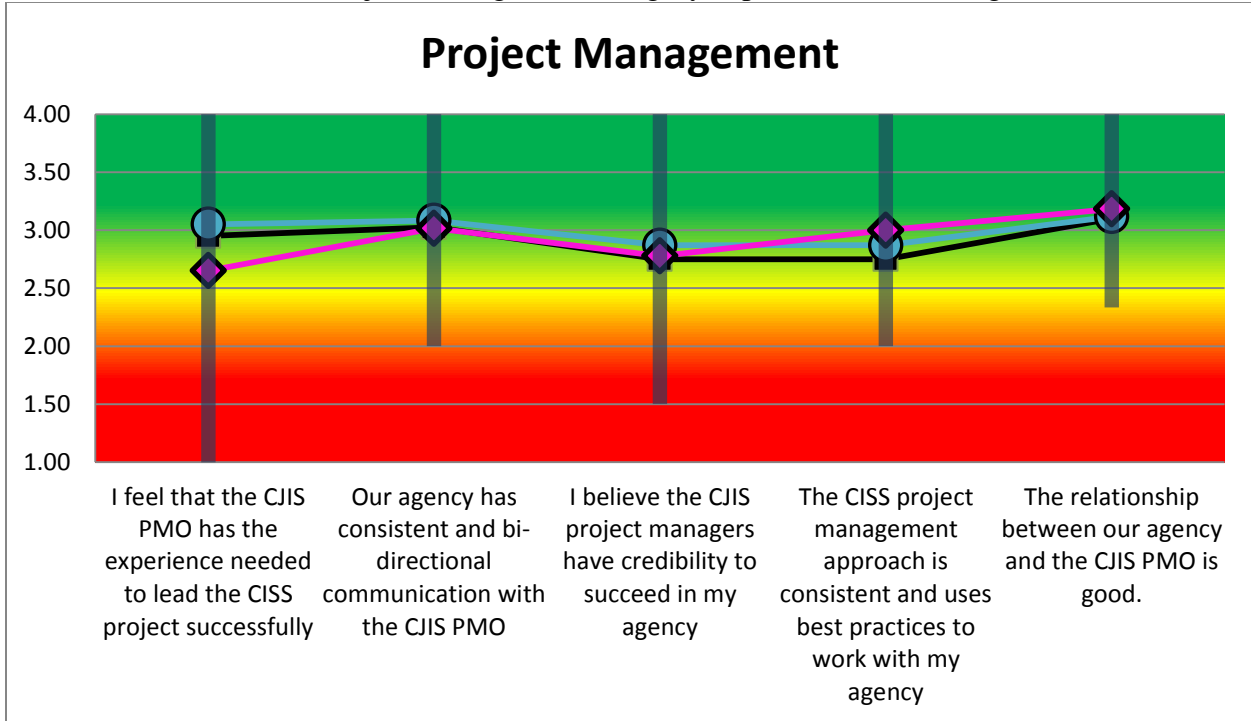 Project Management
4.00
3.50
3.00
2.50
2.00
1.50
1.00
I feel that the CJIS
PMO has the
experience needed
to lead the CISS
project successfully
Our agency has
consistent and bi-
directional
communication with
the CJIS PMO
I believe the CJIS
project managers
have credibility to
succeed in my
agency
The CISS project
management
approach is
consistent and uses
best practices to
work with my
agency
The relationship
between our agency
and the CJIS PMO is
good.